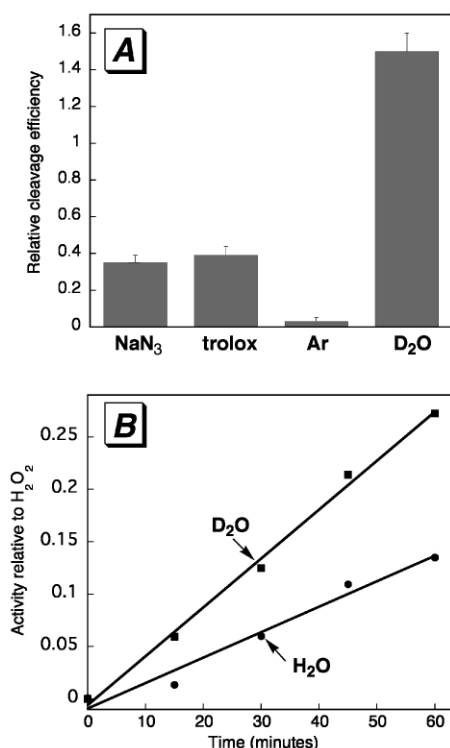 A
Relative cleavage efficiency
1.6
1.4
1.2
1
0.8
0.6
0.4
0.2
0
NaN₃ trolox Ar D₂O
B
Activity relative to H₂O₂
0.25
0.2
0.15
0.1
0.05
0
D₂O
H₂O
0 10 20 30 40 50 60
Time (minutes)